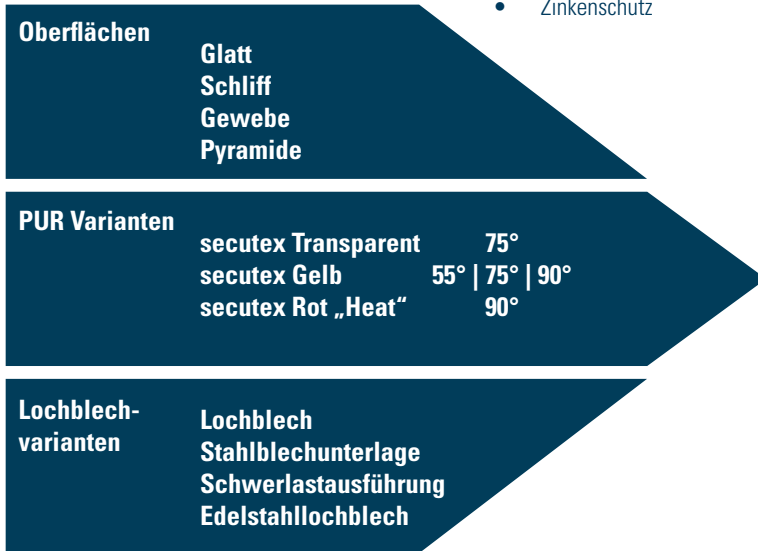 • Zinkenschutz
Oberflächen
Glatt
Schliff
Gewebe
Pyramide
PUR Varianten
secutex Transparent 75°
secutex Gelb 55° | 75° | 90°
secutex Rot „Heat“ 90°
Lochblech-
varianten
Lochblech
Stahlblechunterlage
Schwerlastausführung
Edelstahllochblech